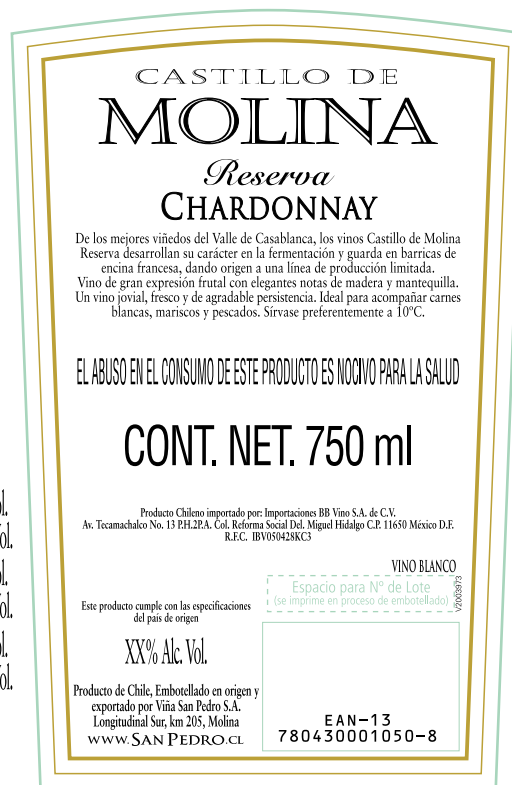 CASTILLO DE
MOLINA
Reserva
CHARDONNAY
De los mejores viñedos del Valle de Casablanca, los vinos Castillo de Molina
Reserva desarrollan su carácter en la fermentación y guarda en barricas de
encina francesa, dando origen a una línea de producción limitada.
Vino de gran expresión frutal con elegantes notas de madera y mantequilla.
Un vino jovial, fresco y de agradable persistencia. Ideal para acompañar carnes
blancas, mariscos y pescados. Sírvase preferentemente a 10°C.
EL ABUSO EN EL CONSUMO DE ESTE PRODUCTO ES NOCIVO PARA LA SALUD
CONT. NET. 750 ml
Producto Chileno importado por: Importaciones BB Vino S.A. de C.V.
Av. Tecamachalco No. 13 P.H.2P.A. Col. Reforma Social Del. Miguel Hidalgo C.P. 11650 México D.F.
R.F.C. IBV050428KC3
VINO BLANCO
Espacio para Nº de Lote
(se imprime en proceso de embotellado)
V2003973
Este producto cumple con las especificaciones
del país de origen
XX% Alc. Vol.
Producto de Chile, Embotellado en origen y
exportado por Viña San Pedro S.A.
Longitudinal Sur, km 205, Molina
WWW.SAN PEDRO.CL
EAN-13
780430001050-8